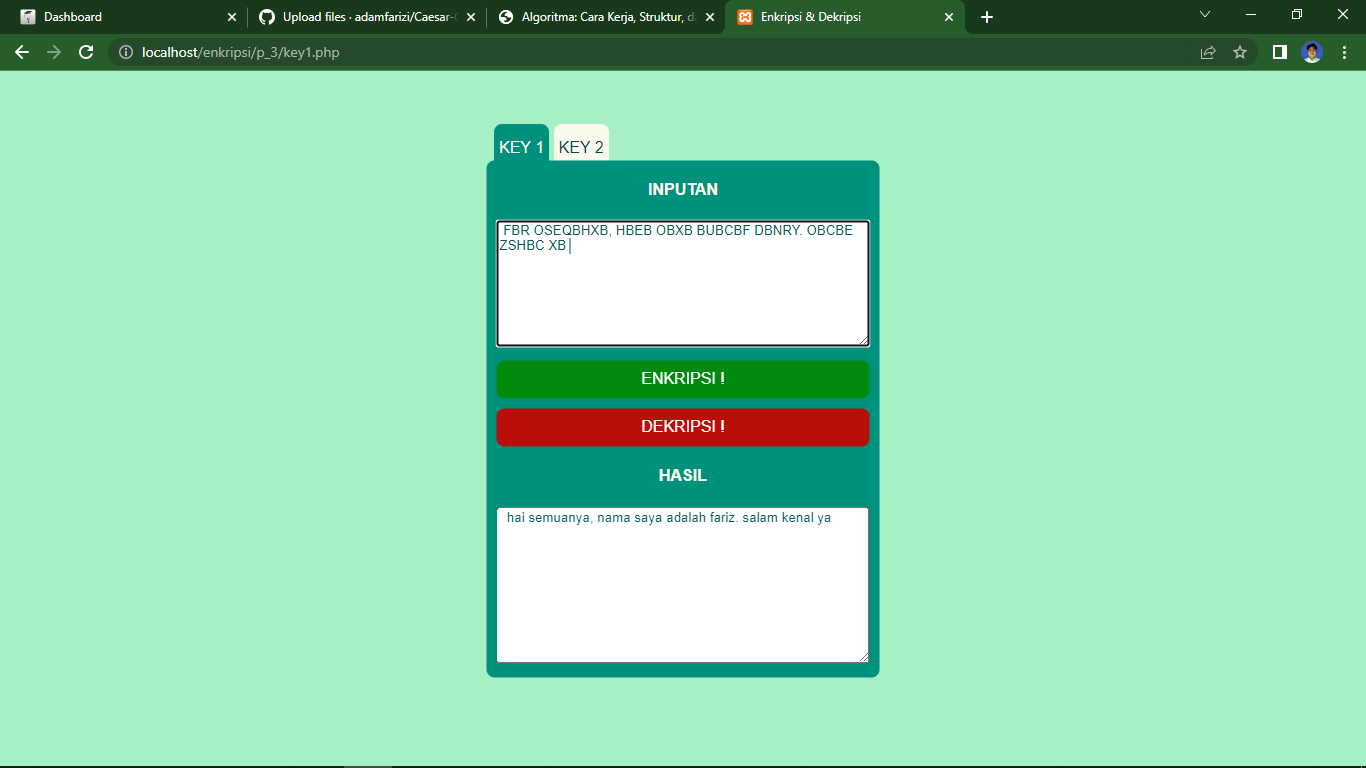 Dashboard
Upload files · adamfarizi/Caesar-
Algoritma: Cara Kerja, Struktur, d
Enkripsi & Dekripsi
localhost/enkripsi/p_3/key1.php
KEY 1 KEY 2
INPUTAN
FBR OSEQBHXB, HBEB OBXB BUBCBF DBNRY. OBCBE
ZSHBC XB
ENKRIPSI !
DEKRIPSI !
HASIL
hai semuanya, nama saya adalah fariz. salam kenal ya